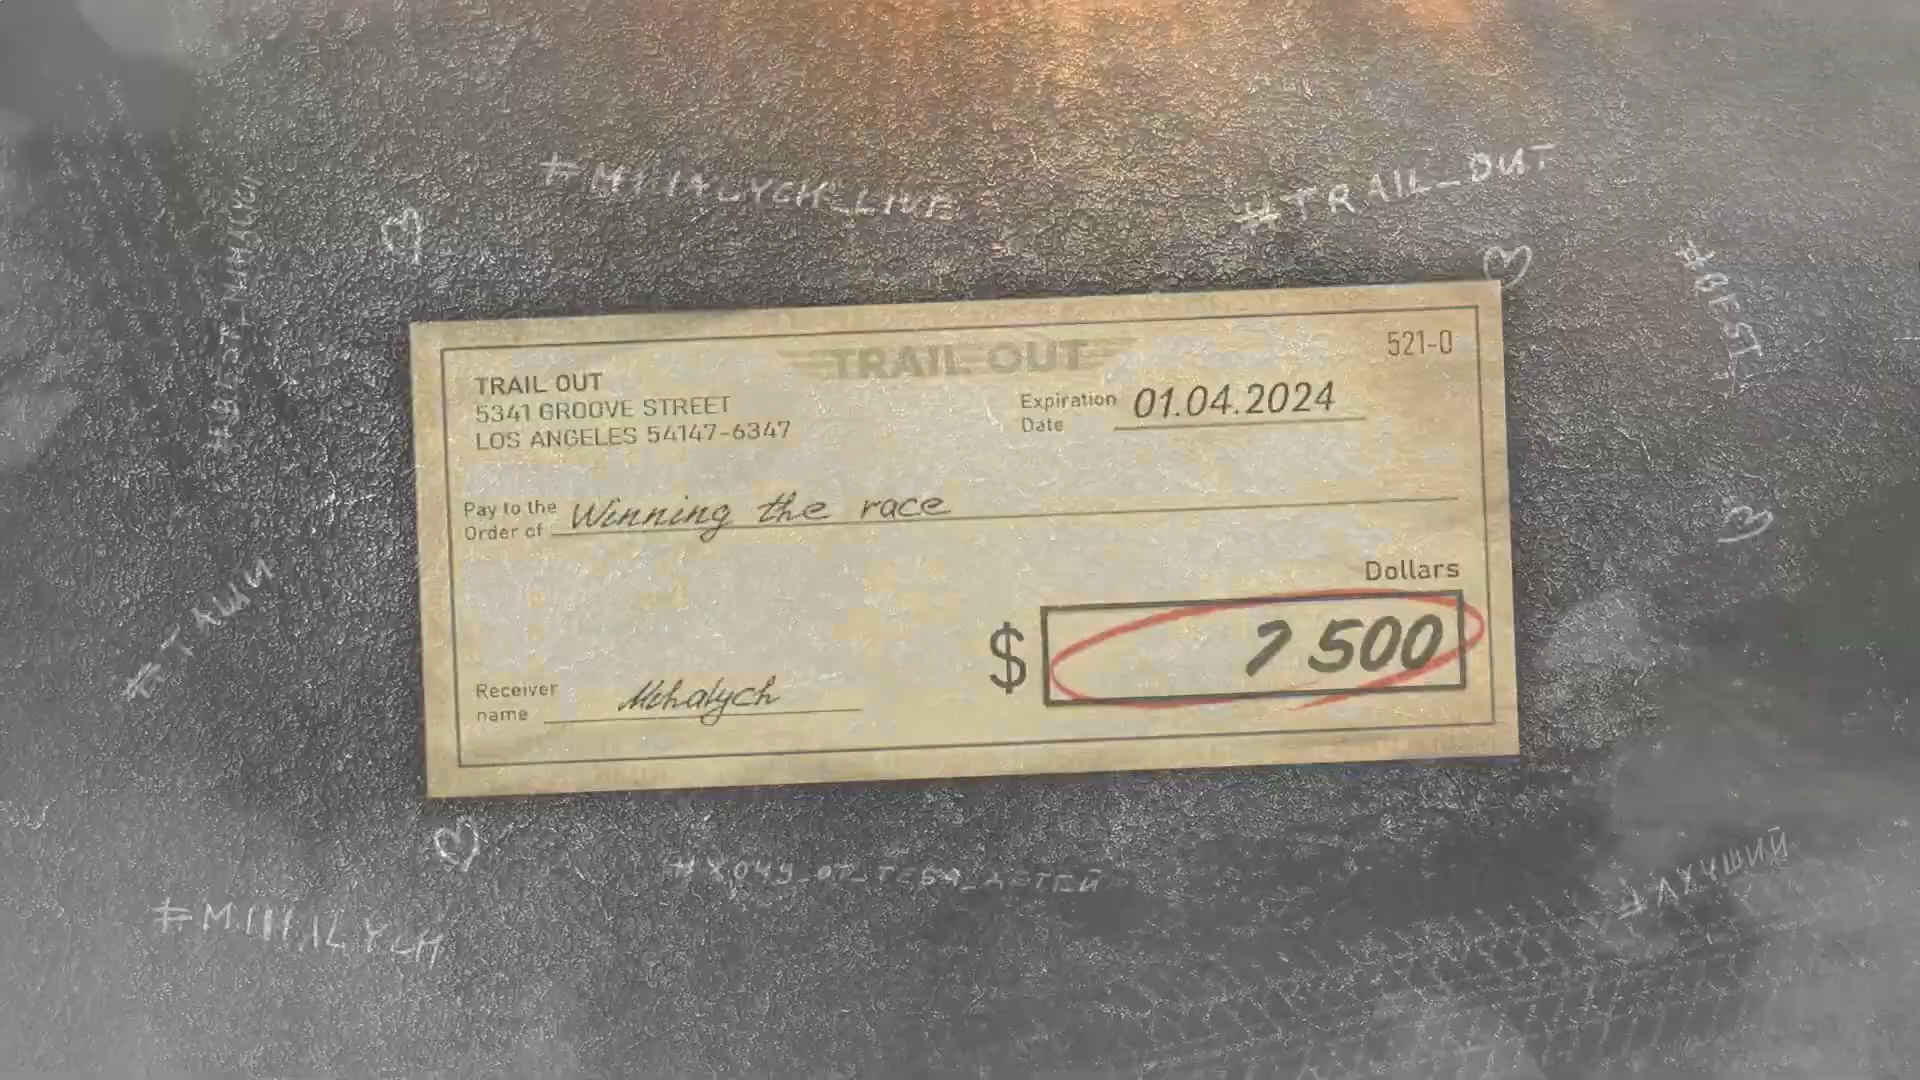 #MIHALYCH_LIVE
#TRAIL_OUT
#BEST
TRAIL OUT
521-0
TRAIL OUT
5341 GROOVE STREET
LOS ANGELES 54147-6347
Expiration Date 01.04.2024
Pay to the Order of Winning the race
Dollars
$ 7 500
Receiver name Mihalych
#ТАЩИ
#ХОЧУ_ОТ_ТЕБЯ_ДЕТЕЙ
#MIHALYCH